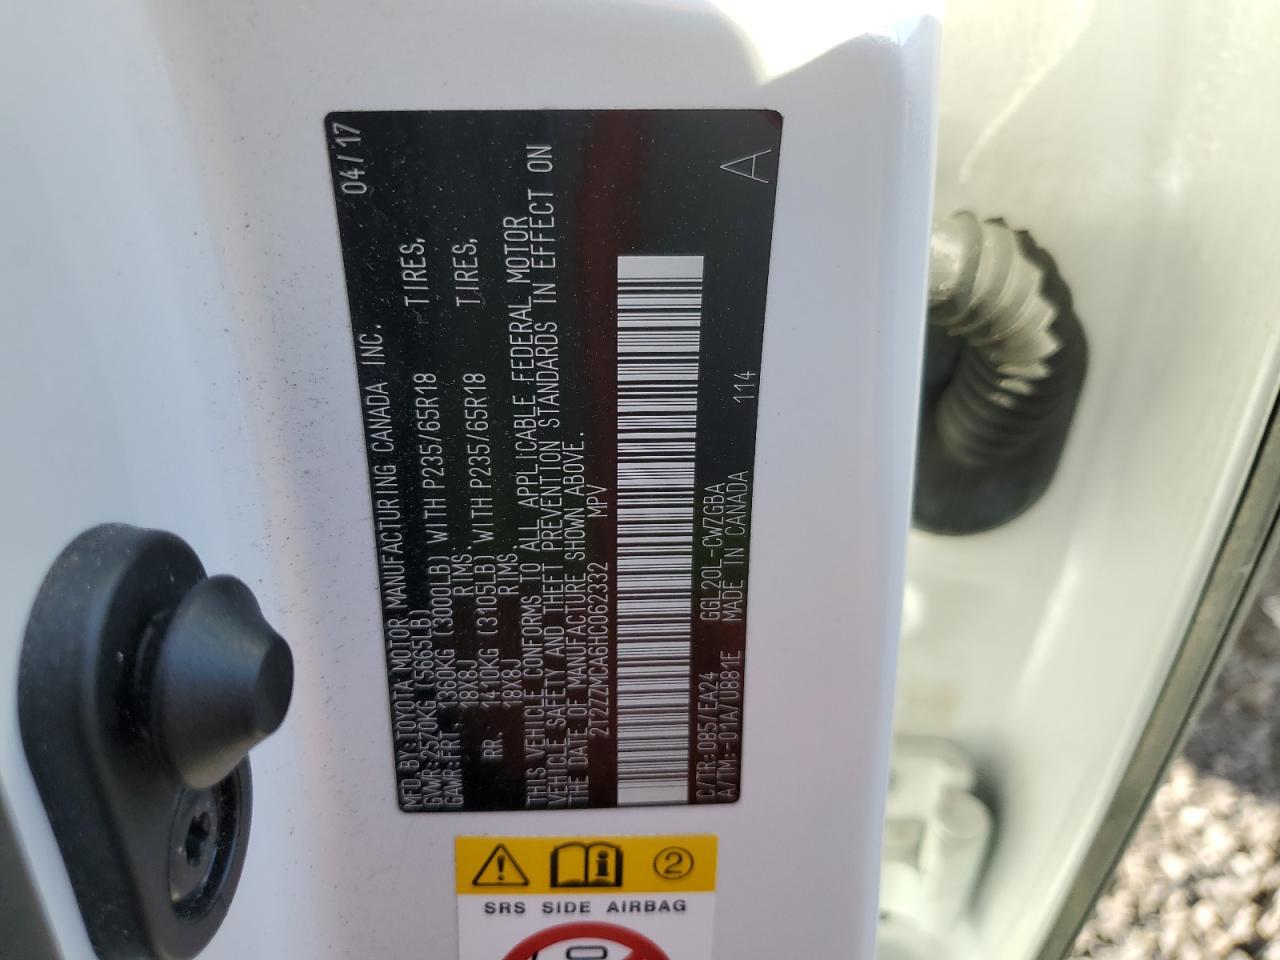 MFD.BY:TOYOTA MOTOR MANUFACTURING CANADA INC. 04/17
GVWR:2570KG (5665LB)
GAWR:FRT. 1360KG (3000LB) WITH P235/65R18 TIRES,
18X8J RIMS.
RR. 1410KG (3105LB) WITH P235/65R18 TIRES,
18X8J RIMS.
THIS VEHICLE CONFORMS TO ALL APPLICABLE FEDERAL MOTOR
VEHICLE SAFETY AND THEFT PREVENTION STANDARDS IN EFFECT ON
THE DATE OF MANUFACTURE SHOWN ABOVE.
2T2ZZMCA6HC062332 MPV
C/TR:085/EA24 GGL20L-CWZGBA
A/TM:-01A/U881E MADE IN CANADA 114 A
2
SRS SIDE AIRBAG